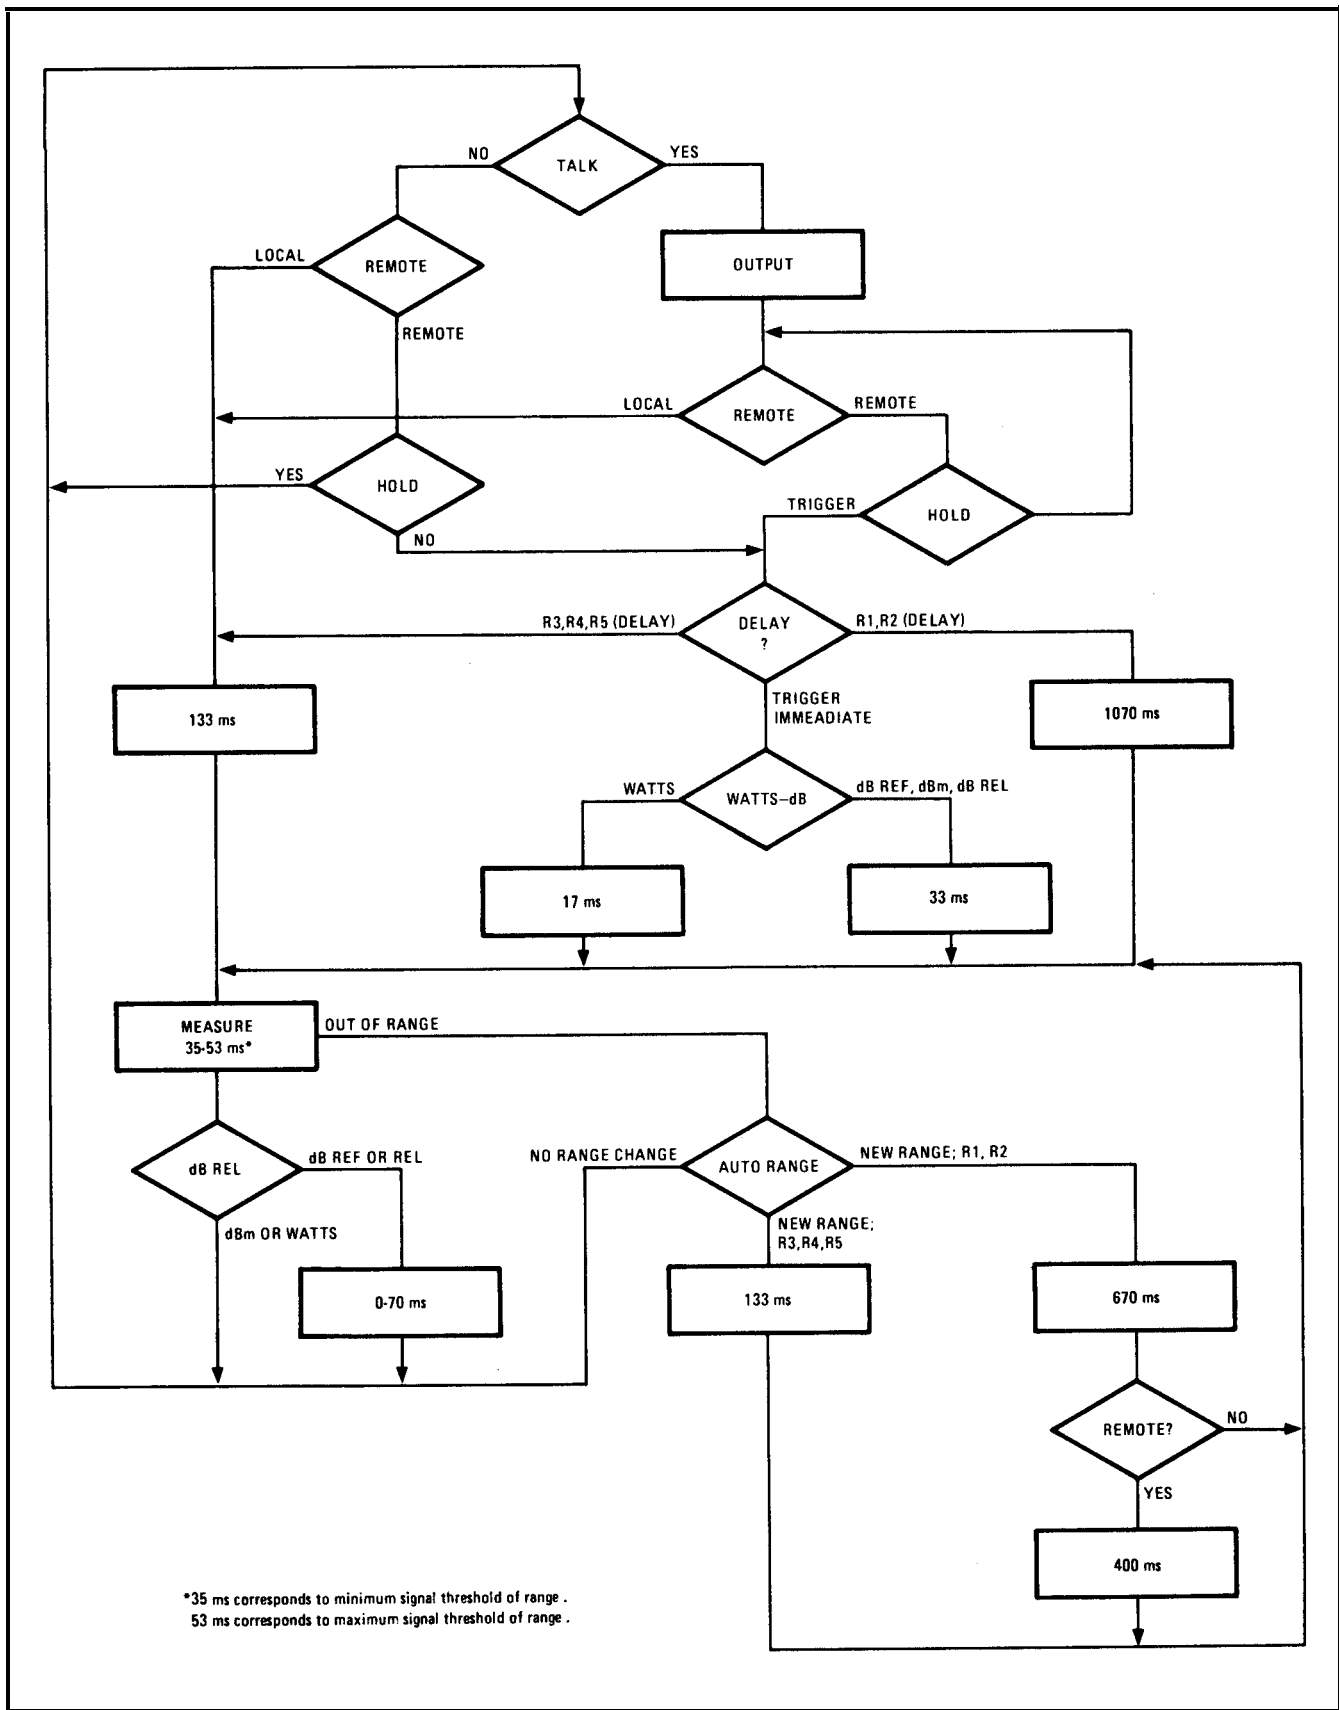 TALK
NO
YES
REMOTE
LOCAL
REMOTE
OUTPUT
REMOTE
LOCAL
REMOTE
HOLD
YES
NO
HOLD
TRIGGER
DELAY
?
R3,R4,R5 (DELAY)
R1,R2 (DELAY)
TRIGGER
IMMEADIATE
133 ms
1070 ms
WATTS–dB
WATTS
dB REF, dBm, dB REL
17 ms
33 ms
MEASURE
35-53 ms*
OUT OF RANGE
dB REL
dB REF OR REL
dBm OR WATTS
0-70 ms
AUTO RANGE
NO RANGE CHANGE
NEW RANGE; R1, R2
NEW RANGE;
R3,R4,R5
133 ms
670 ms
REMOTE?
NO
YES
400 ms
*35 ms corresponds to minimum signal threshold of range .
53 ms corresponds to maximum signal threshold of range .